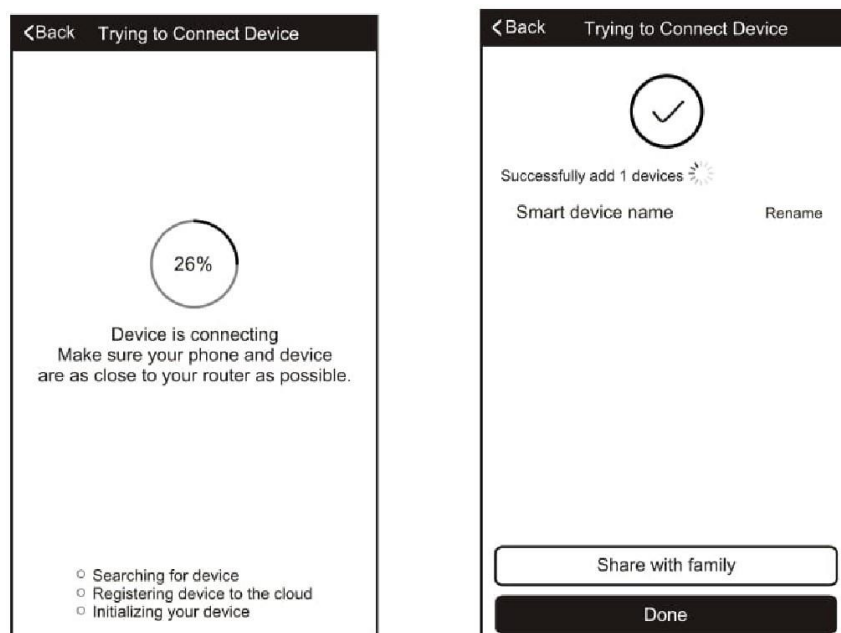 Back Trying to Connect Device
26%
Device is connecting
Make sure your phone and device
are as close to your router as possible.
Searching for device
Registering device to the cloud
Initializing your device
Back Trying to Connect Device
Successfully add 1 devices
Smart device name Rename
Share with family
Done